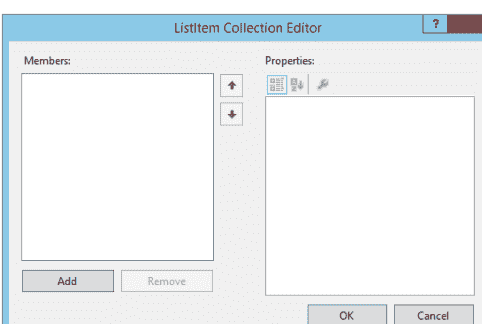 ListItem Collection Editor
?
Members:
Properties:
Add
Remove
OK
Cancel